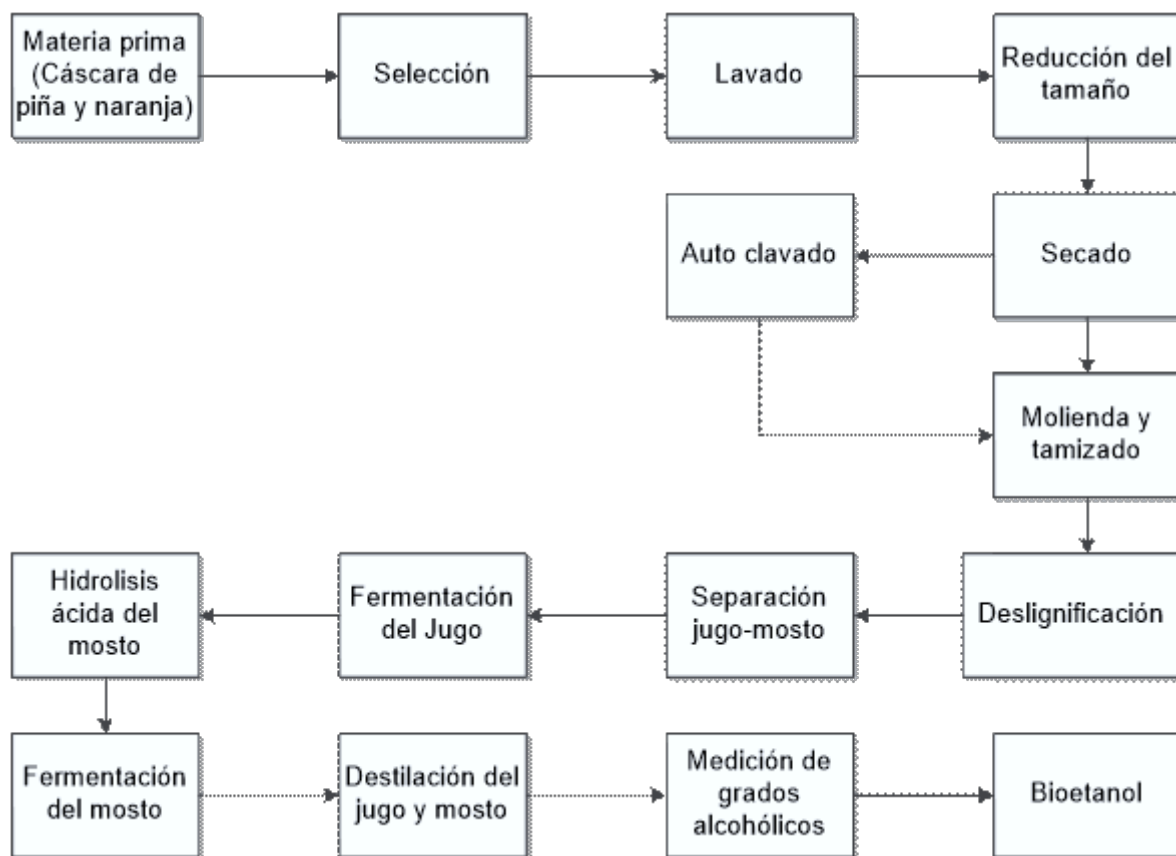 Materia prima
(Cáscara de
piña y naranja)
Selección
Lavado
Reducción del
tamaño
Auto clavado
Secado
Molienda y
tamizado
Hidrolisis
ácida del
mosto
Fermentación
del Jugo
Separación
jugo-mosto
Deslignificación
Fermentación
del mosto
Destilación del
jugo y mosto
Medición de
grados
alcohólicos
Bioetanol